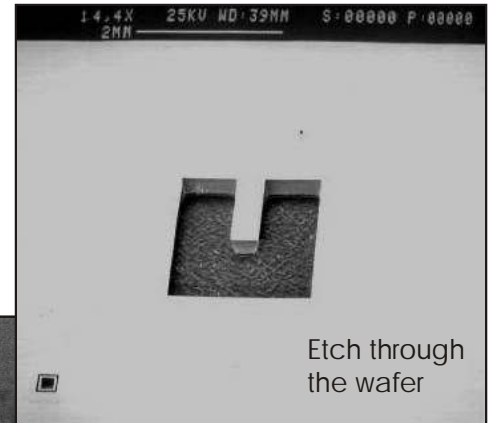 14.4X 25KV WD:39MM S:00000 P:00000
2MM
Etch through
the wafer